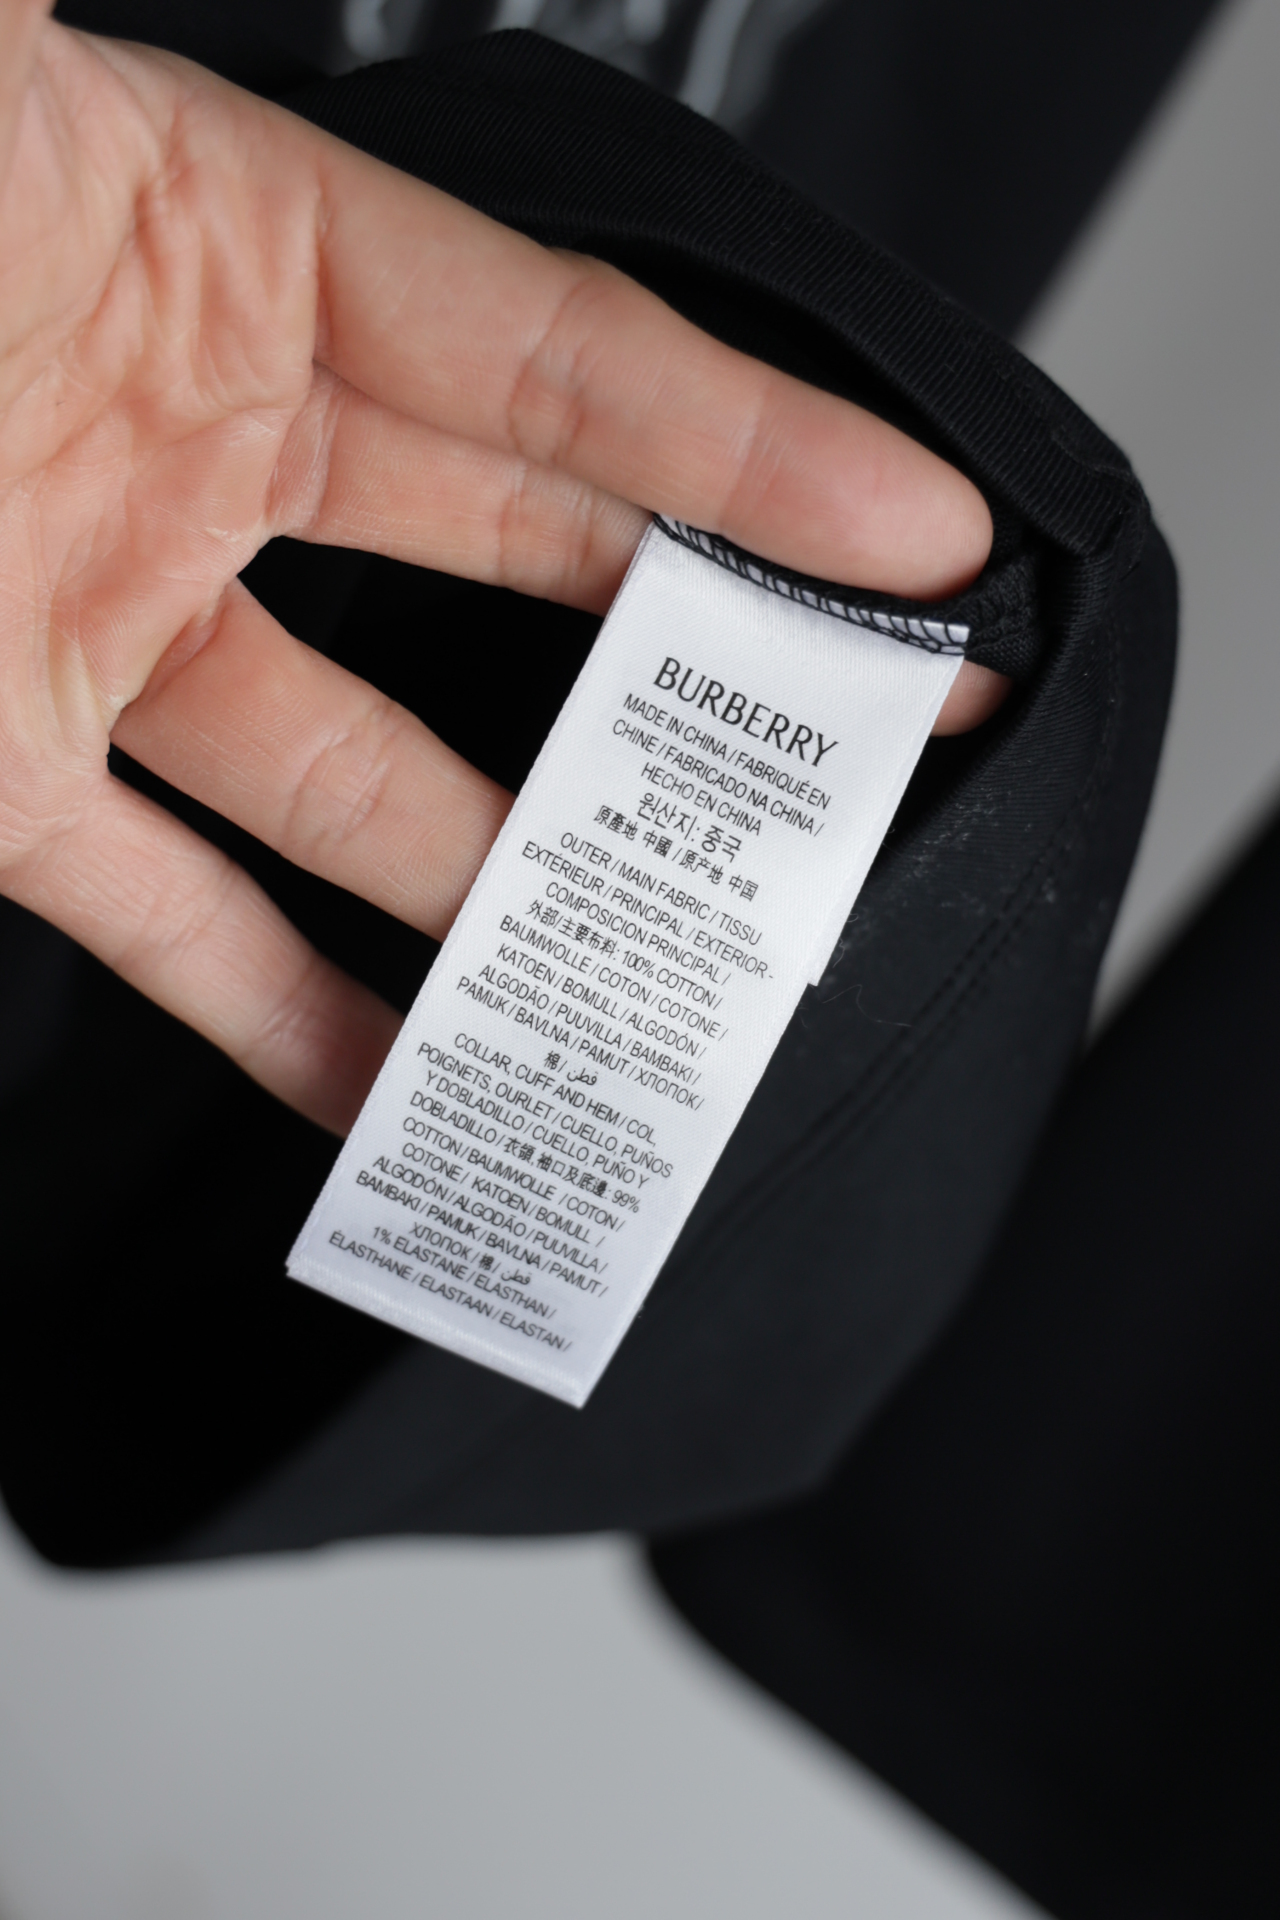 BURBERRY
MADE IN CHINA / FABRIQUÉ EN
CHINE / FABRICADO NA CHINA /
HECHO EN CHINA
원산지: 중국
原產地 中國 / 原产地 中国
OUTER / MAIN FABRIC / TISSU
EXTÉRIEUR / PRINCIPAL / EXTERIOR -
COMPOSICION PRINCIPAL /
外部/主要布料: 100% COTTON /
BAUMWOLLE / COTON / COTONE /
KATOEN / BOMULL / ALGODÓN /
ALGODÃO / PUUVILLA / BAMBAKI /
PAMUK / BAVLNA / PAMUT / ХЛОПОК /
棉 / قطن
COLLAR, CUFF AND HEM / COL,
POIGNETS, OURLET / CUELLO, PUÑOS
Y DOBLADILLO / CUELLO, PUÑO Y
DOBLADILLO / 衣領,袖口及底邊: 99%
COTTON / BAUMWOLLE / COTON /
COTONE / KATOEN / BOMULL /
ALGODÓN / ALGODÃO / PUUVILLA /
BAMBAKI / PAMUK / BAVLNA / PAMUT /
ХЛОПОК / 棉 / قطن
1% ELASTANE / ELASTHAN /
ÉLASTHANE / ELASTAAN / ELASTAN /